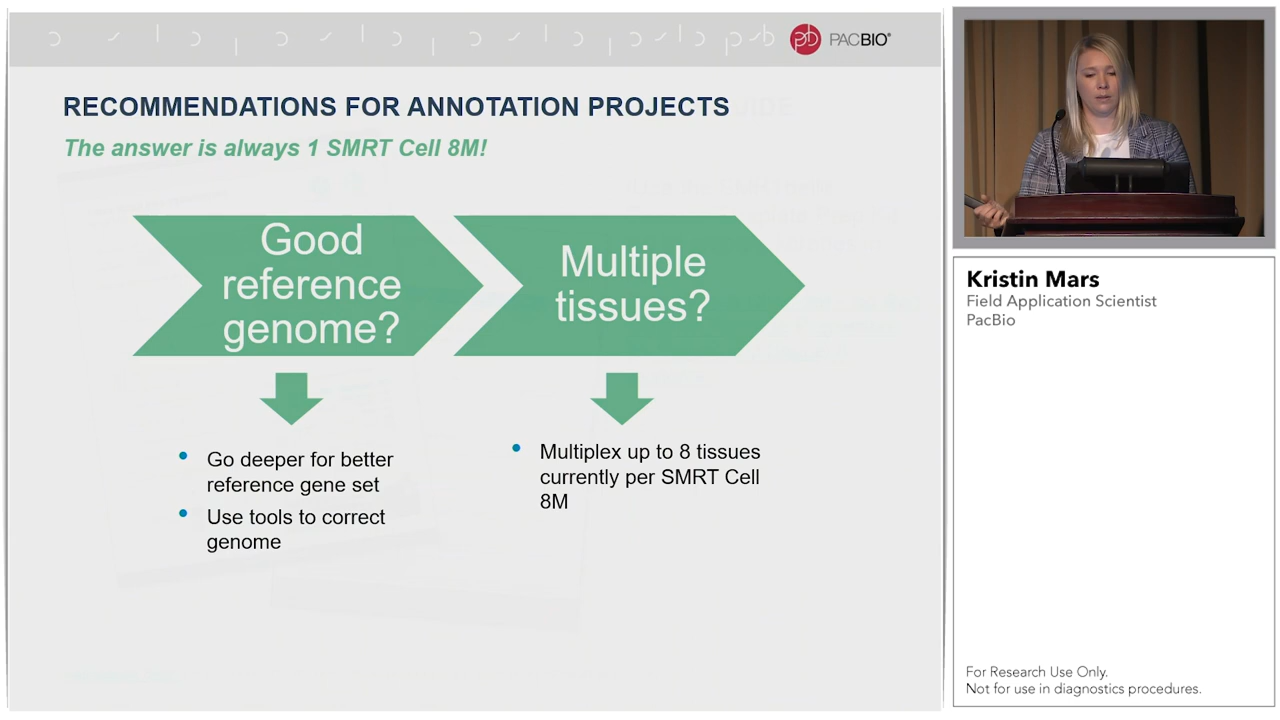 PACBIO®
RECOMMENDATIONS FOR ANNOTATION PROJECTS
The answer is always 1 SMRT Cell 8M!
Good
reference
genome?
Multiple
tissues?
• Go deeper for better
reference gene set
• Use tools to correct
genome
• Multiplex up to 8 tissues
currently per SMRT Cell
8M
Kristin Mars
Field Application Scientist
PacBio
For Research Use Only.
Not for use in diagnostics procedures.